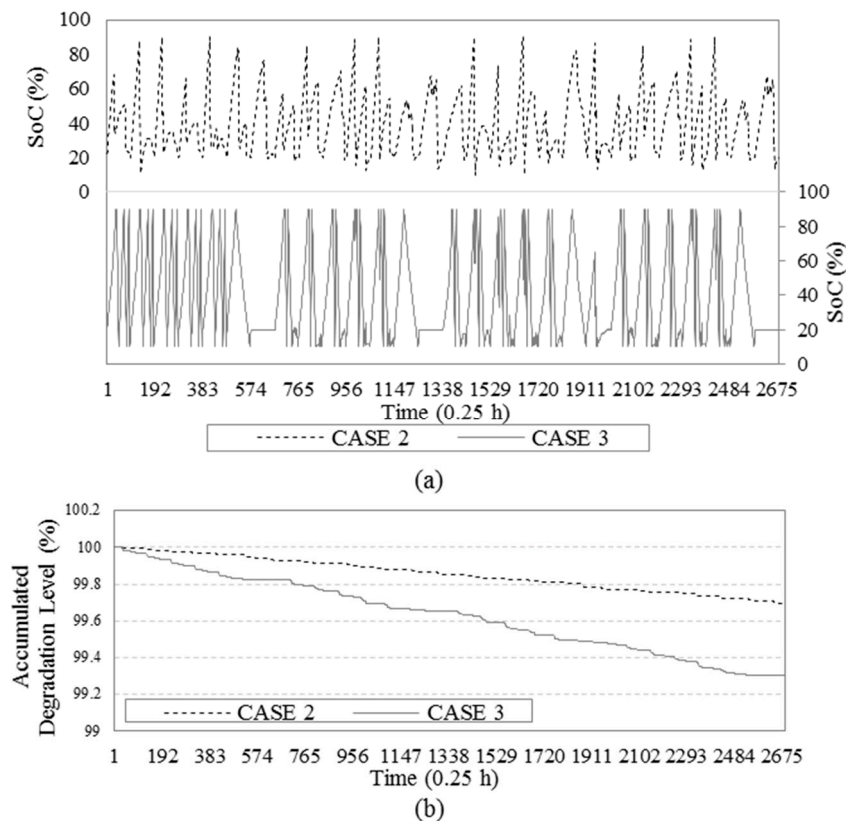 100
80
60
40
20
0
SoC (%)
100
80
60
40
20
0
SoC (%)
1 192 383 574 765 956 1147 1338 1529 1720 1911 2102 2293 2484 2675
Time (0.25 h)
CASE 2 CASE 3
(a)
100.2
100
99.8
99.6
99.4
99.2
99
Accumulated
Degradation Level (%)
CASE 2 CASE 3
1 192 383 574 765 956 1147 1338 1529 1720 1911 2102 2293 2484 2675
Time (0.25 h)
(b)